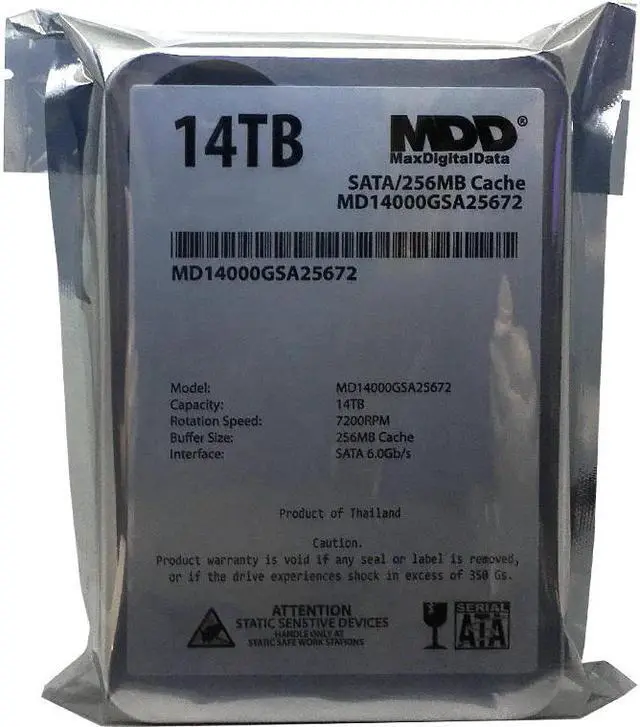 14TB
MDD®
MaxDigitalData
SATA/256MB Cache
MD14000GSA25672
MD14000GSA25672
Model: MD14000GSA25672
Capacity: 14TB
Rotation Speed: 7200RPM
Buffer Size: 256MB Cache
Interface: SATA 6.0Gb/s
Product of Thailand
Caution.
Product warranty is void if any seal or label is removed,
or if the drive experiences shock in excess of 350 Gs.
ATTENTION
STATIC SENSTIVE DEVICES
HANDLE ONLY AT
STATIC SAFE WORK STATIONS
SERIAL
ATA